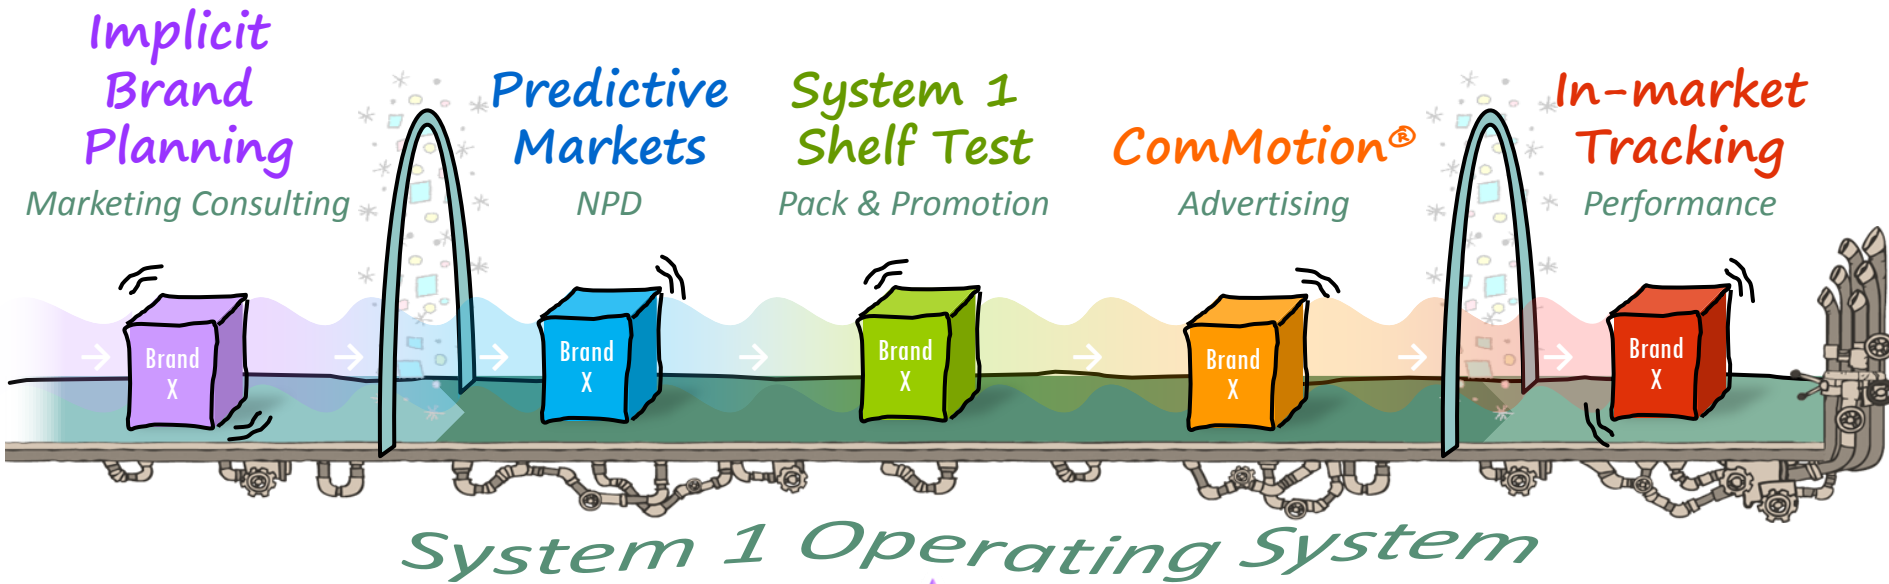 Implicit
Brand
Planning
Marketing Consulting
Predictive
Markets
NPD
System 1
Shelf Test
Pack & Promotion
ComMotion®
Advertising
In-market
Tracking
Performance
Brand
X
Brand
X
Brand
X
Brand
X
Brand
X
System 1 Operating System